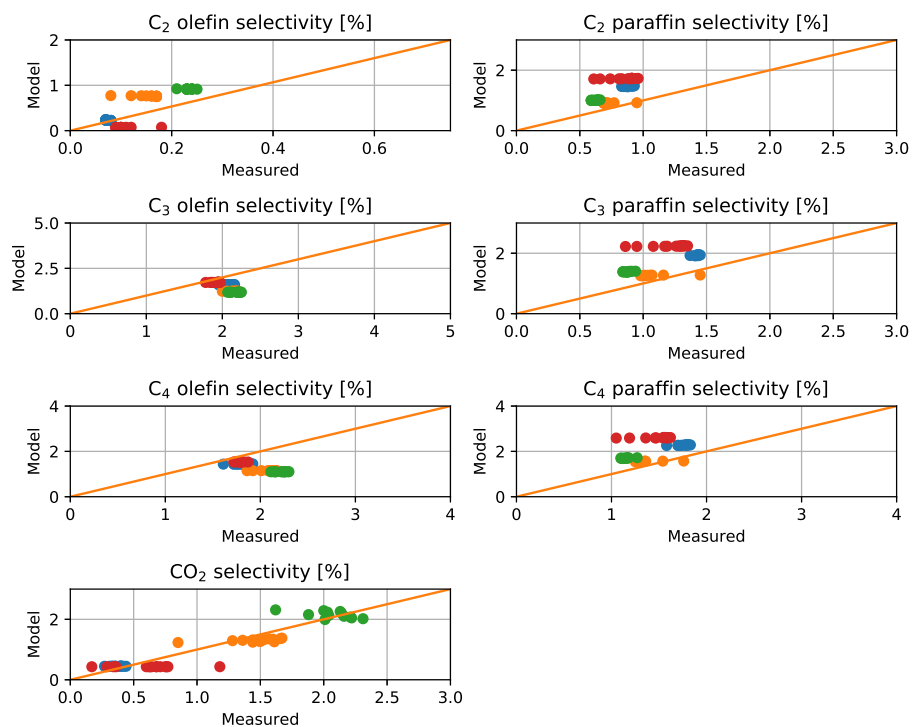 C₂ olefin selectivity [%]
2
1
0
Model
0.0 0.2 0.4 0.6
Measured
C₂ paraffin selectivity [%]
2
0
Model
0.0 0.5 1.0 1.5 2.0 2.5 3.0
Measured
C₃ olefin selectivity [%]
5.0
2.5
0.0
Model
0 1 2 3 4 5
Measured
C₃ paraffin selectivity [%]
2
0
Model
0.0 0.5 1.0 1.5 2.0 2.5 3.0
Measured
C₄ olefin selectivity [%]
4
2
0
Model
0 1 2 3 4
Measured
C₄ paraffin selectivity [%]
4
2
0
Model
0 1 2 3 4
Measured
CO₂ selectivity [%]
2
0
Model
0.0 0.5 1.0 1.5 2.0 2.5 3.0
Measured